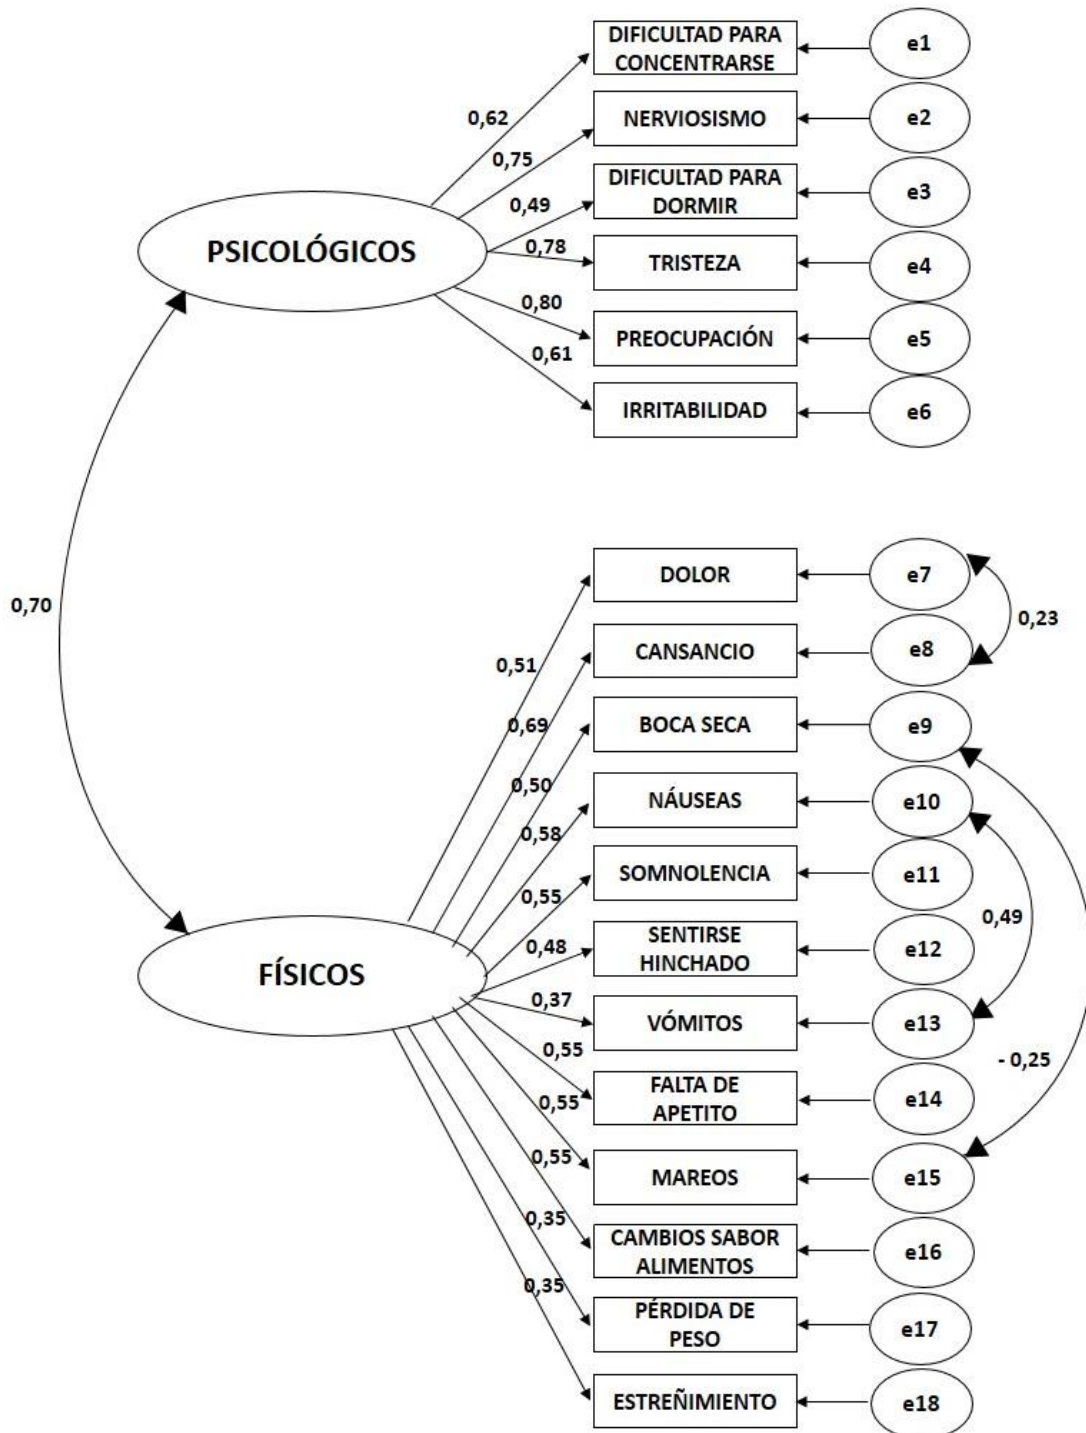 DIFICULTAD PARA
CONCENTRARSE
e1
0,62
NERVIOSISMO
e2
0,75
DIFICULTAD PARA
DORMIR
e3
0,49
PSICOLÓGICOS
0,78
TRISTEZA
e4
0,80
PREOCUPACIÓN
e5
0,61
IRRITABILIDAD
e6
0,70
DOLOR
e7
0,23
0,51
CANSANCIO
e8
0,69
BOCA SECA
e9
0,50
NÁUSEAS
e10
0,58
SOMNOLENCIA
e11
0,55
0,49
SENTIRSE
HINCHADO
e12
0,48
FÍSICOS
0,37
VÓMITOS
e13
0,55
- 0,25
FALTA DE
APETITO
e14
0,55
MAREOS
e15
0,55
CAMBIOS SABOR
ALIMENTOS
e16
0,35
PÉRDIDA DE
PESO
e17
0,35
ESTREÑIMIENTO
e18